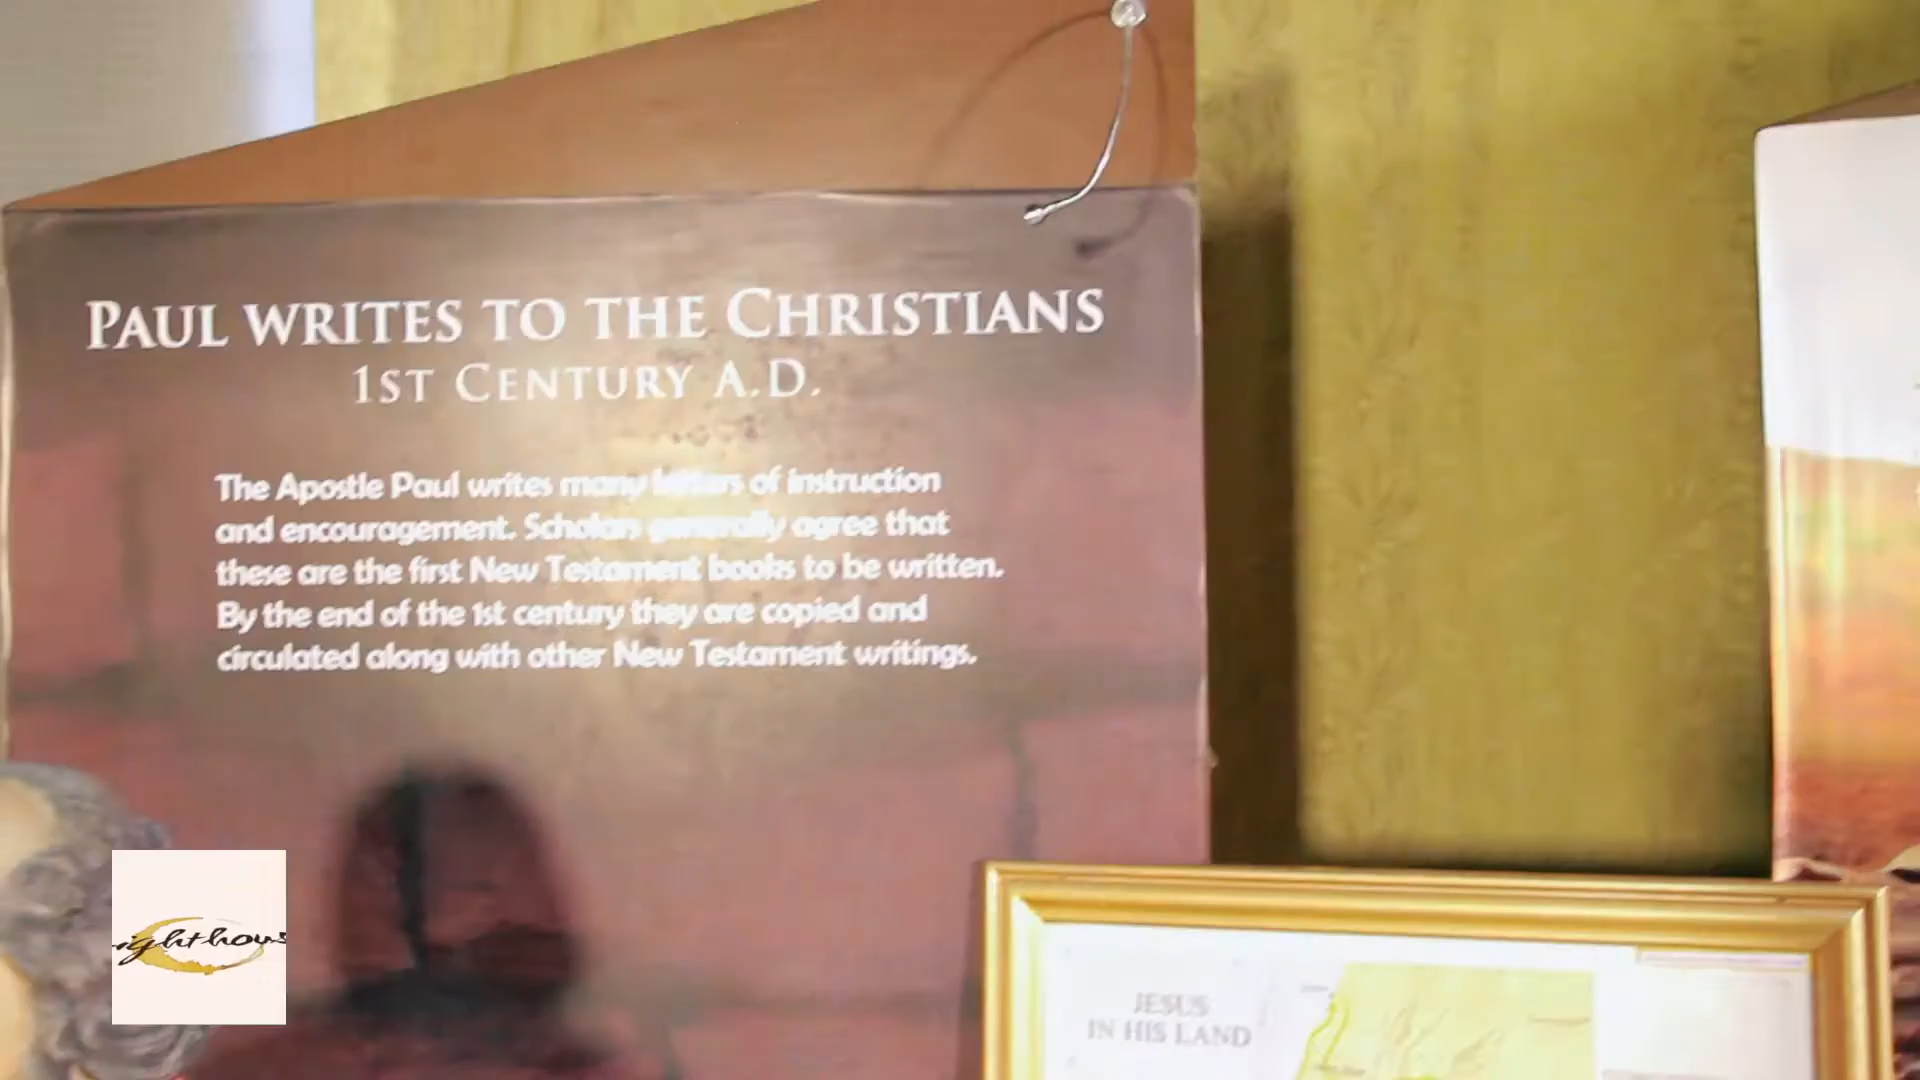 PAUL WRITES TO THE CHRISTIANS
1ST CENTURY A.D.
The Apostle Paul writes many letters of instruction
and encouragement. Scholars generally agree that
these are the first New Testament books to be written.
By the end of the 1st century they are copied and
circulated along with other New Testament writings.
ighthous
JESUS
IN HIS LAND